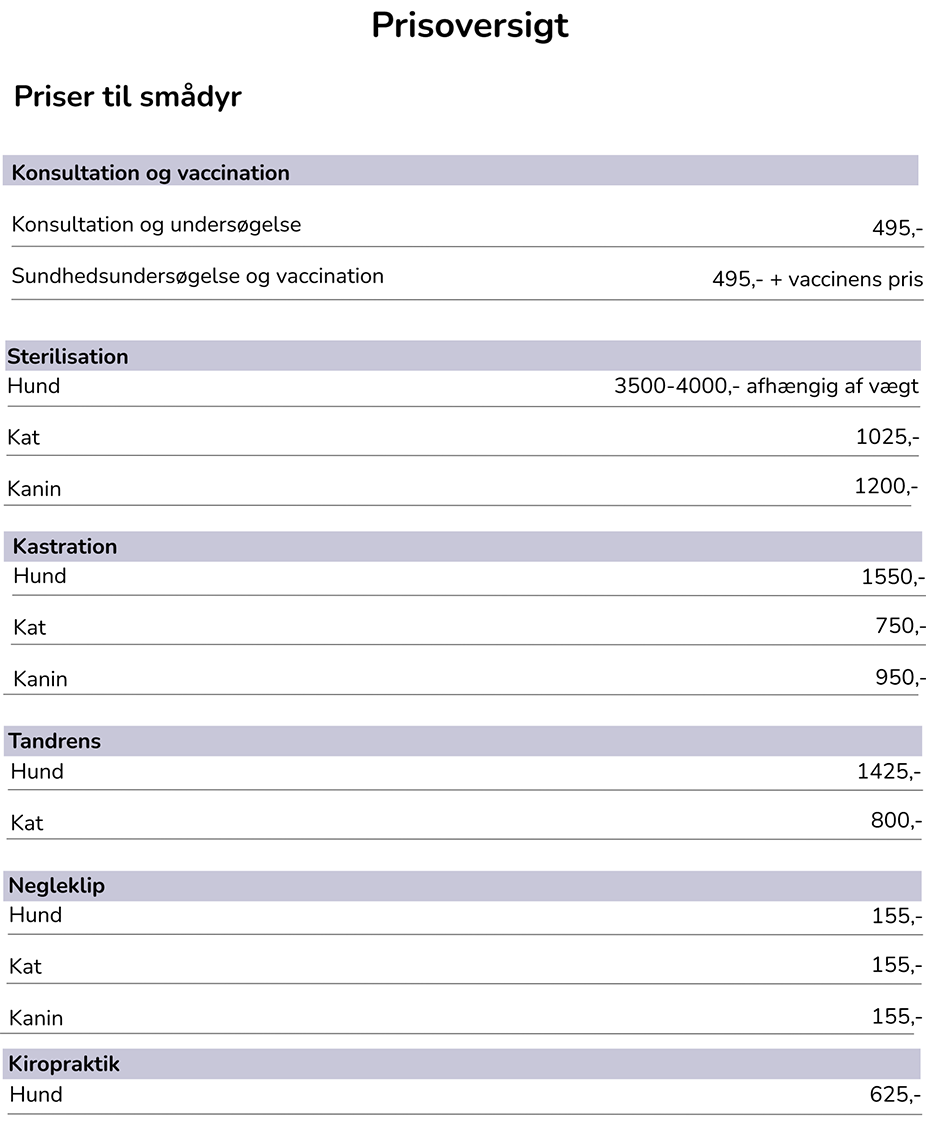 Prisoversigt
Priser til smådyr
Konsultation og vaccination
Konsultation og undersøgelse 495,-
Sundhedsundersøgelse og vaccination 495,- + vaccinens pris
Sterilisation
Hund 3500-4000,- afhængig af vægt
Kat 1025,-
Kanin 1200,-
Kastration
Hund 1550,-
Kat 750,-
Kanin 950,-
Tandrens
Hund 1425,-
Kat 800,-
Negleklip
Hund 155,-
Kat 155,-
Kanin 155,-
Kiropraktik
Hund 625,-